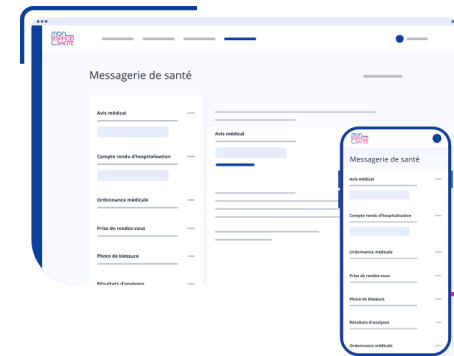 mon
ESPACE
SANTÉ
Messagerie de santé
Avis médical
Compte rendu d'hospitalisation
Ordonnance médicale
Prise de rendez-vous
Photo de blessure
Résultats d'analyses
Avis médical
mon
ESPACE
SANTÉ
Messagerie de santé
Avis médical
Compte rendu d'hospitalisation
Ordonnance médicale
Prise de rendez-vous
Photo de blessure
Résultats d'analyses
Ordonnance médicale